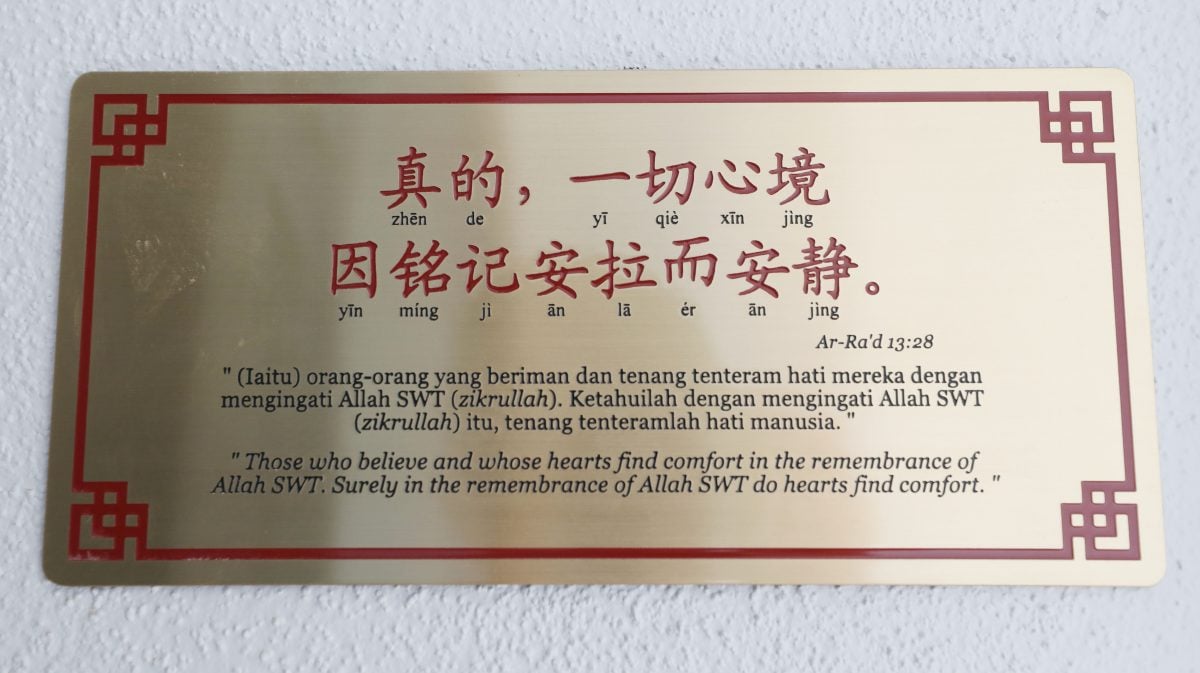 真的，一切心境
zhēn de yī qiè xīn jìng
因铭记安拉而安静。
yīn míng jì ān lā ér ān jìng
Ar-Ra'd 13:28
" (Iaitu) orang-orang yang beriman dan tenang tenteram hati mereka dengan
mengingati Allah SWT (zikrullah). Ketahuilah dengan mengingati Allah SWT
(zikrullah) itu, tenang tenteramlah hati manusia. "
" Those who believe and whose hearts find comfort in the remembrance of
Allah SWT. Surely in the remembrance of Allah SWT do hearts find comfort. "